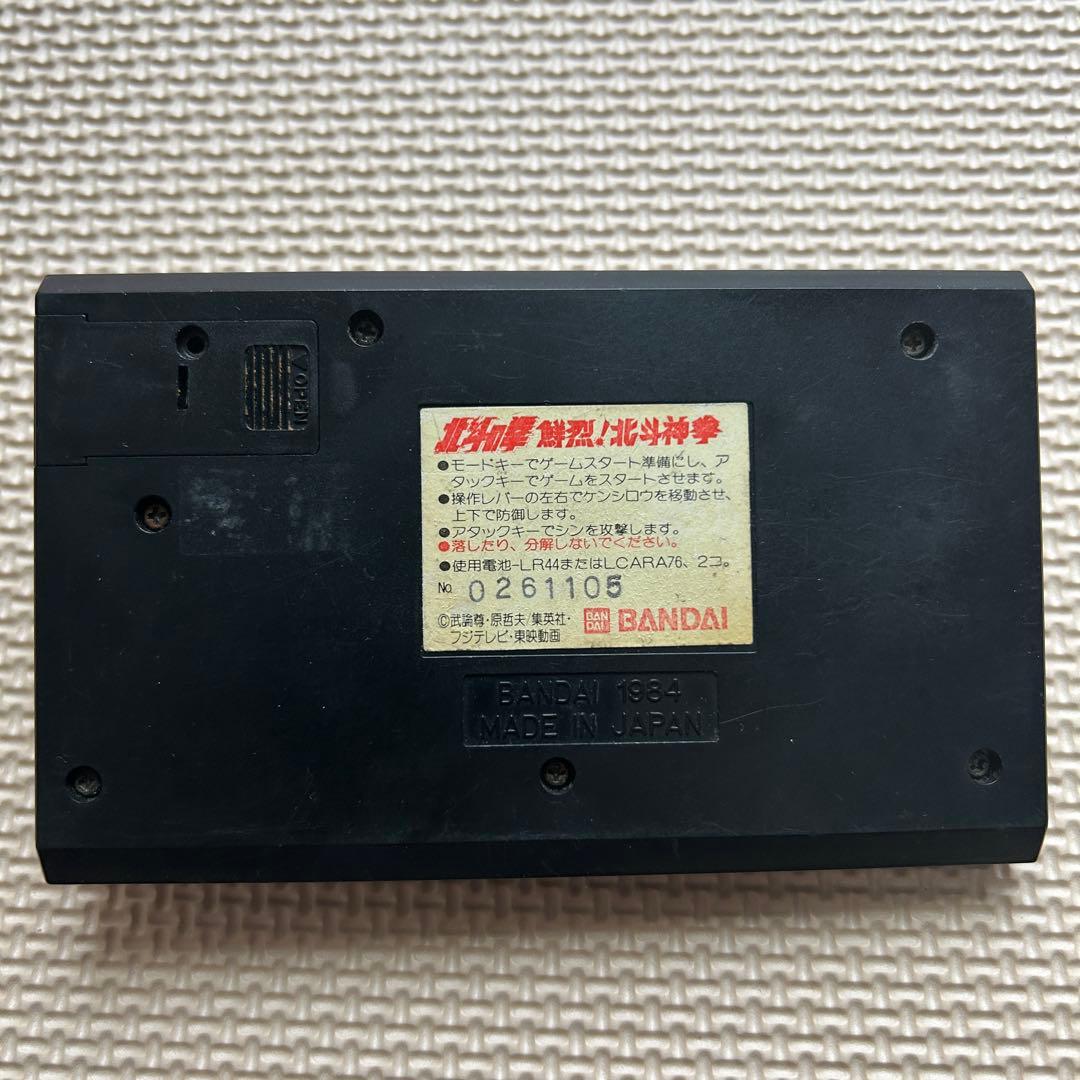 ∨OPEN
北斗の拳 鮮烈!北斗神拳
●モードキーでゲームスタート準備にし、ア
タックキーでゲームをスタートさせます。
●操作レバーの左右でケンシロウを移動させ、
上下で防御します。
●アタックキーでシンを攻撃します。
●落したり、分解しないでください。
●使用電池-LR44またはLCARA76、2コ。
No. 0261105
©武論尊・原哲夫/集英社・
フジテレビ・東映動画
BAN
DAI
BANDAI
BANDAI 1984
MADE IN JAPAN